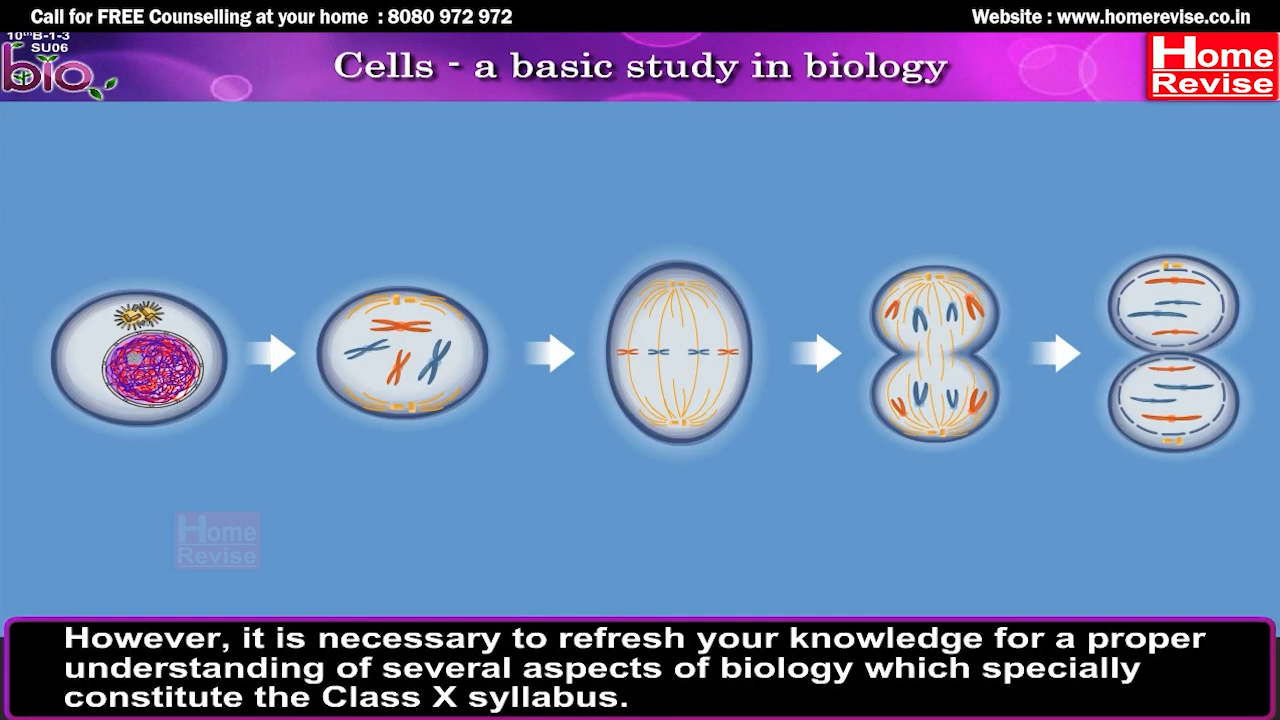 Call for FREE Counselling at your home : 8080 972 972
Website : www.homerevise.co.in
10thB-1-3
SU06
bio
Cells - a basic study in biology
Home
Revise
Home
Revise
However, it is necessary to refresh your knowledge for a proper
understanding of several aspects of biology which specially
constitute the Class X syllabus.